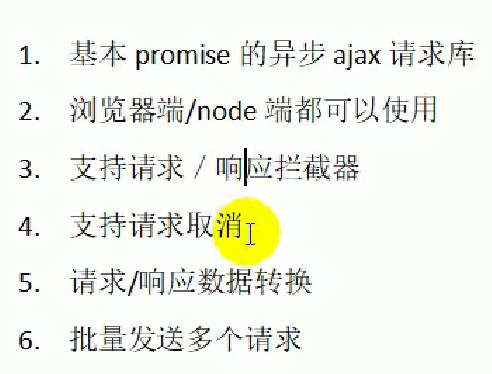 1. 基本 promise 的异步 ajax 请求库
2. 浏览器端/node 端都可以使用
3. 支持请求 / 响应拦截器
4. 支持请求取消
5. 请求/响应数据转换
6. 批量发送多个请求